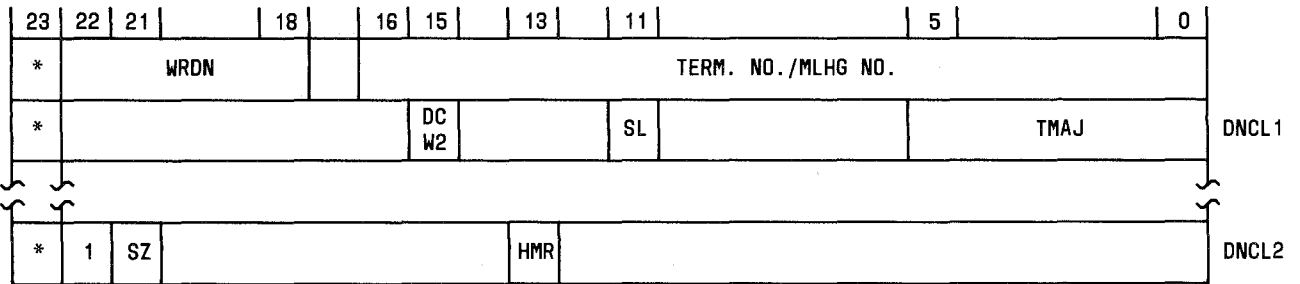 23 22 21 18 16 15 13 11 5 0
* WRDN TERM. NO./MLHG NO.
* DC W2 SL TMAJ DNCL1
* 1 SZ HMR DNCL2